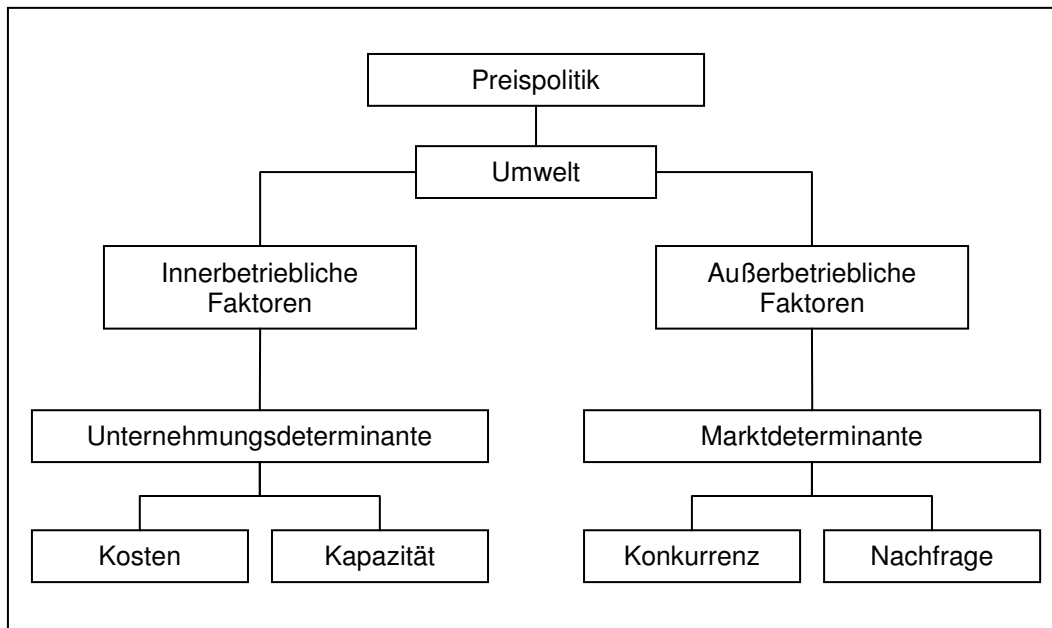 Preispolitik
Umwelt
Innerbetriebliche
Faktoren
Außerbetriebliche
Faktoren
Unternehmungsdeterminante
Marktdeterminante
Kosten
Kapazität
Konkurrenz
Nachfrage